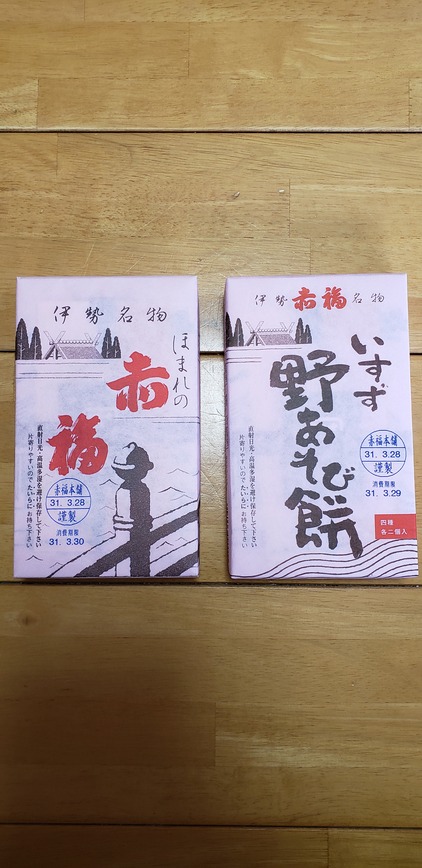 伊勢名物
ほまれの
赤
福
直射日光・高温多湿を避け保存して下さい
片寄りやすいのでたいらにお持ち下さい
赤福本舗
31. 3.28
謹製
消費期限
31. 3.30
伊勢赤福名物
いすず
野あそび餅
直射日光・高温多湿を避け保存して下さい
片寄りやすいのでたいらにお持ち下さい
赤福本舗
31. 3.28
謹製
消費期限
31. 3.29
四種
各二個入